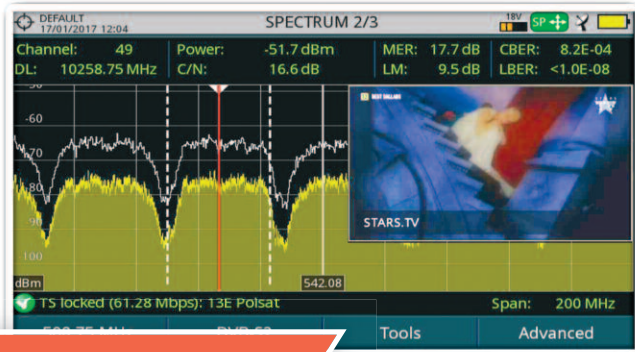 DEFAULT
17/01/2017 12:04
SPECTRUM 2/3
18V
SP
Channel: 49
Power: -51.7 dBm
MER: 17.7 dB
CBER: 8.2E-04
DL: 10258.75 MHz
C/N: 16.6 dB
LM: 9.5 dB
LBER: <1.0E-08
-60
-70
-80
-90
-100
dBm
542.08
STARS.TV
TS locked (61.28 Mbps): 13E Polsat
Span: 200 MHz
Tools
Advanced